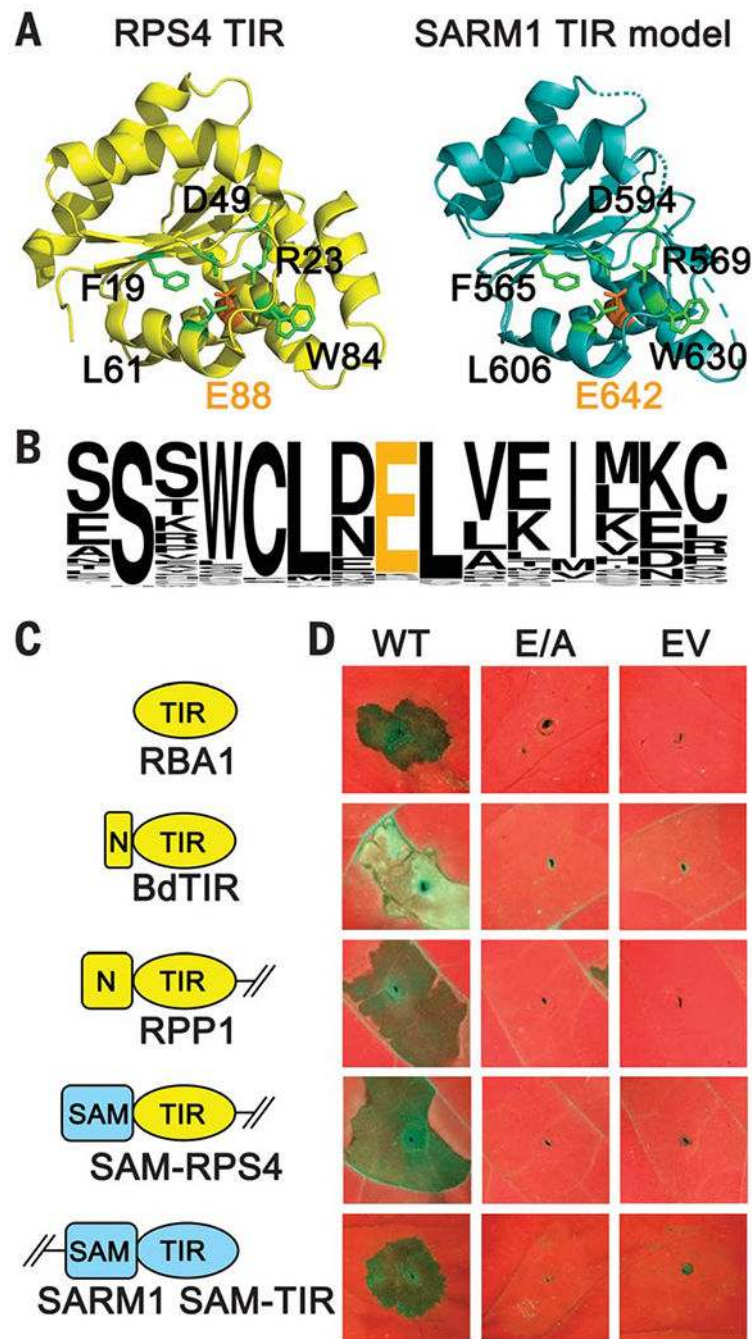 A
RPS4 TIR SARM1 TIR model
D49 D594
F19 R23 F565 R569
L61 W84 L606 W630
E88 E642
B
C D WT E/A EV
TIR
RBA1
N TIR
BdTIR
N TIR
RPP1
SAM TIR
SAM-RPS4
SAM TIR
SARM1 SAM-TIR